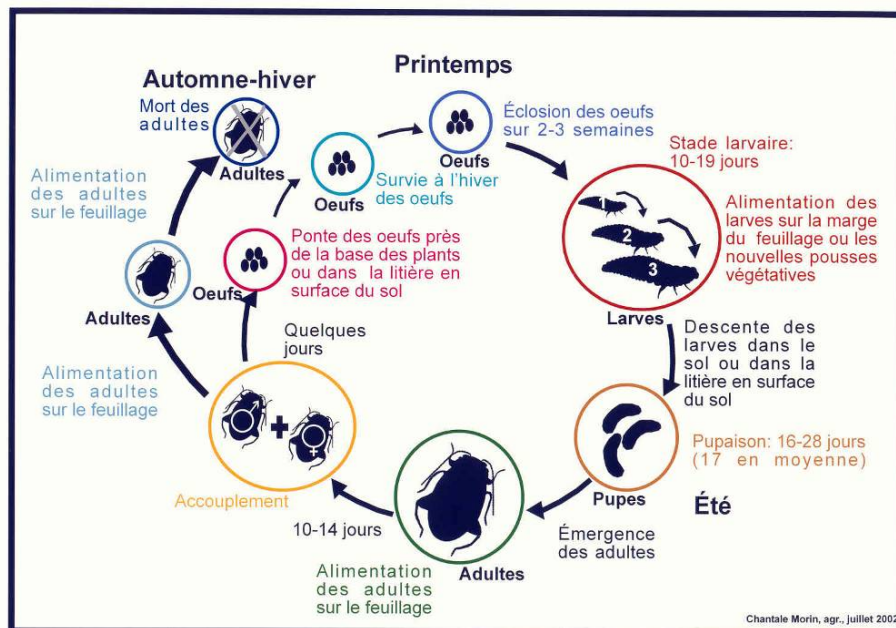 Automne-hiver
Printemps
Mort des
adultes
Adultes
Éclosion des oeufs
sur 2-3 semaines
Oeufs
Stade larvaire:
10-19 jours
Alimentation
des adultes
sur le feuillage
Survie à l'hiver
des oeufs
Oeufs
1
2
3
Alimentation des
larves sur la marge
du feuillage ou les
nouvelles pousses
végétatives
Larves
Ponte des oeufs près
de la base des plants
ou dans la litière en
surface du sol
Oeufs
Adultes
Quelques
jours
Descente des
larves dans le
sol ou dans la
litière en surface
du sol
Alimentation
des adultes
sur le feuillage
♂ + ♀
Accouplement
Pupaison: 16-28 jours
(17 en moyenne)
Pupes
Été
10-14 jours
Émergence
des adultes
Adultes
Alimentation
des adultes
sur le feuillage
Chantale Morin, agr., juillet 2002